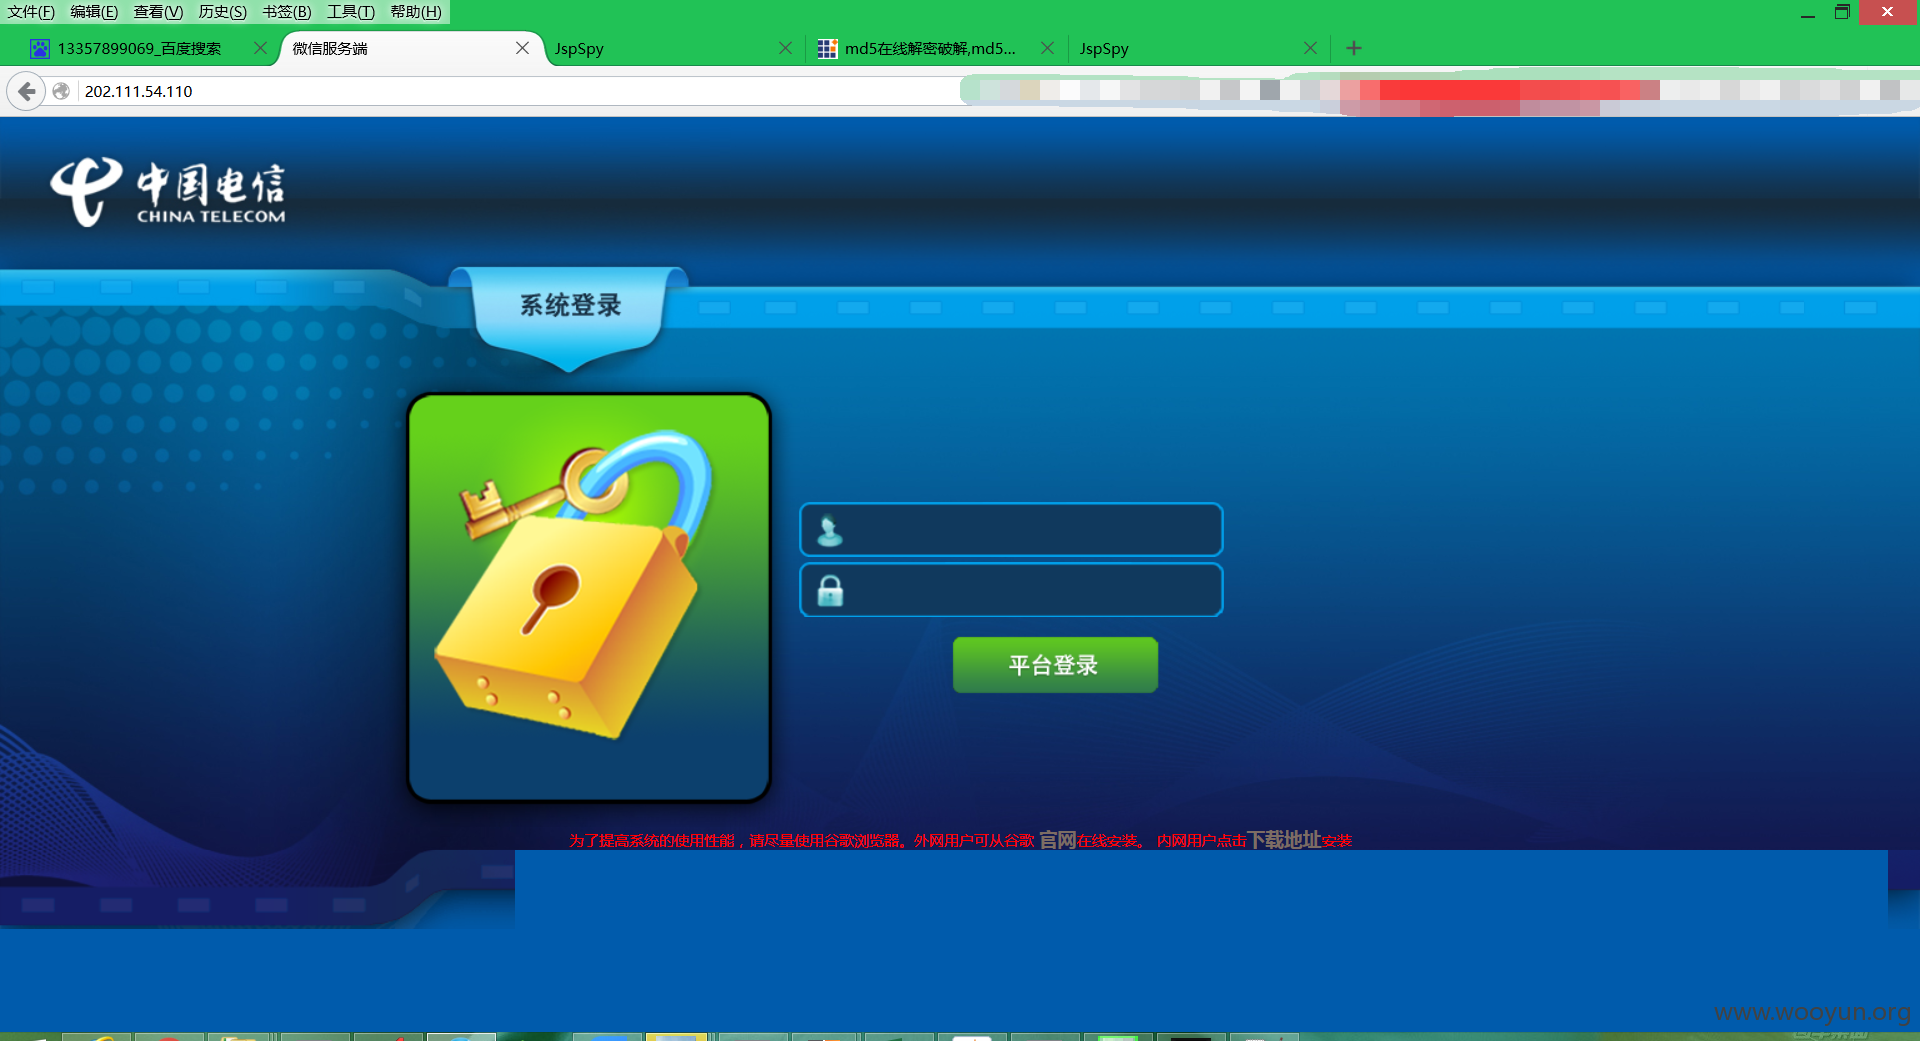 文件(F) 编辑(E) 查看(V) 历史(S) 书签(B) 工具(T) 帮助(H)
13357899069_百度搜索 微信服务端 JspSpy md5在线解密破解,md5... JspSpy
202.111.54.110
中国电信
CHINA TELECOM
系统登录
平台登录
为了提高系统的使用性能，请尽量使用谷歌浏览器。外网用户可从谷歌 官网在线安装。 内网用户点击下载地址安装
www.wooyun.org